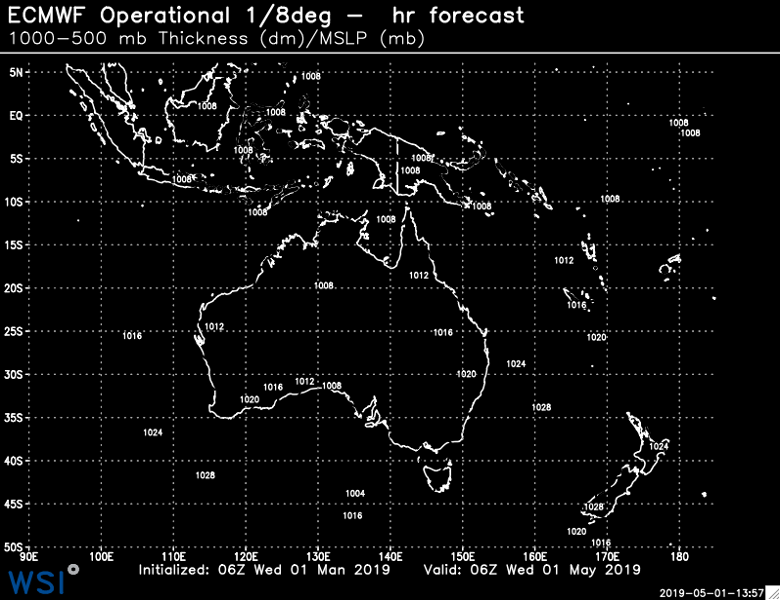 ECMWF Operational 1/8deg – hr forecast
1000–500 mb Thickness (dm)/MSLP (mb)
5N
1008
1008
1008
EQ
1008
1008
1008
5S
1008
1008
1008
1008
10S
1008
1008
1008
1012
15S
1012
1012
1008
20S
1016
1012
1016
25S
1016
1020
1028
1024
30S
1012
1008
1016
1020
1020
1028
35S
1024
1024
40S
1028
1004
45S
1028
1016
1020
1016
50S
90E 100E 110E 120E 130E 140E 150E 160E 170E 180
Initialized: 06Z Wed 01 Man 2019 Valid: 06Z Wed 01 May 2019
WSI
2019-05-01-13:57